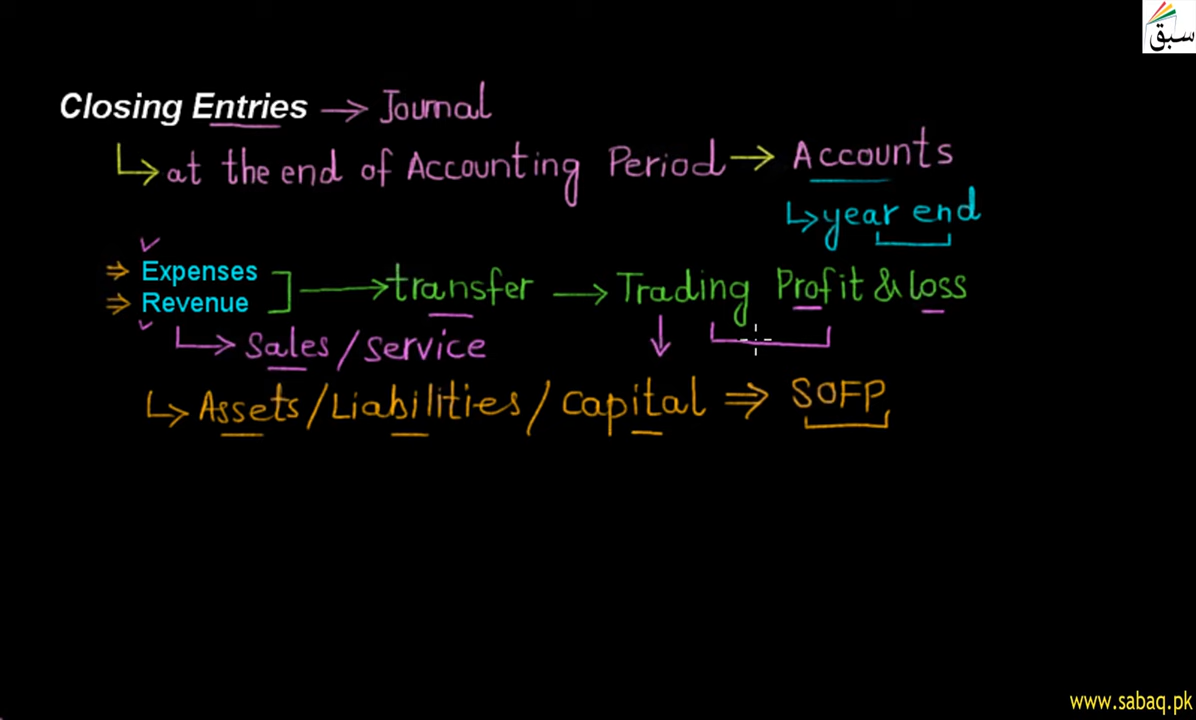 سبق
Closing Entries → Journal
↳ at the end of Accounting Period → Accounts
↳ year end
⇒ Expenses
⇒ Revenue
→ transfer → Trading Profit & loss
↳ Sales / Service
↳ Assets / Liabilities / Capital ⇒ SOFP
www.sabaq.pk